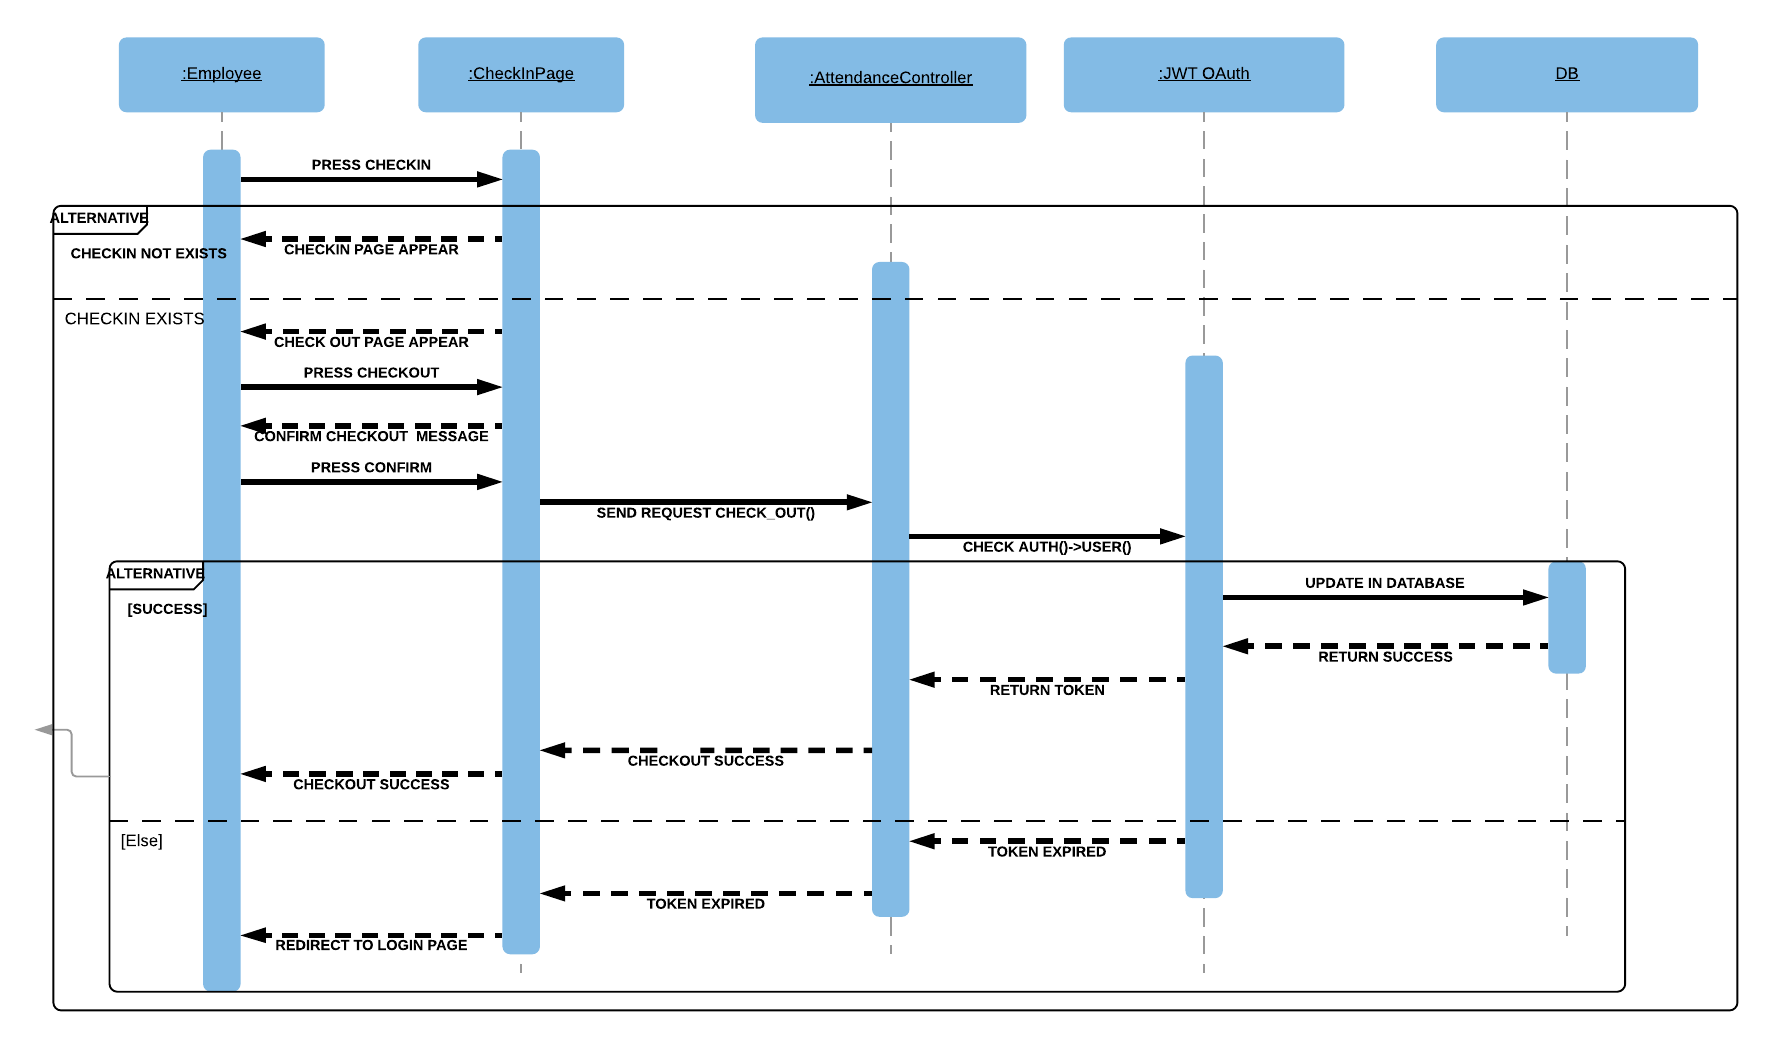 :Employee
:CheckInPage
:AttendanceController
:JWT OAuth
DB
PRESS CHECKIN
ALTERNATIVE
CHECKIN NOT EXISTS
CHECKIN PAGE APPEAR
CHECKIN EXISTS
CHECK OUT PAGE APPEAR
PRESS CHECKOUT
CONFIRM CHECKOUT  MESSAGE
PRESS CONFIRM
SEND REQUEST CHECK_OUT()
CHECK AUTH()->USER()
ALTERNATIVE
[SUCCESS]
UPDATE IN DATABASE
RETURN SUCCESS
RETURN TOKEN
CHECKOUT SUCCESS
CHECKOUT SUCCESS
[Else]
TOKEN EXPIRED
TOKEN EXPIRED
REDIRECT TO LOGIN PAGE